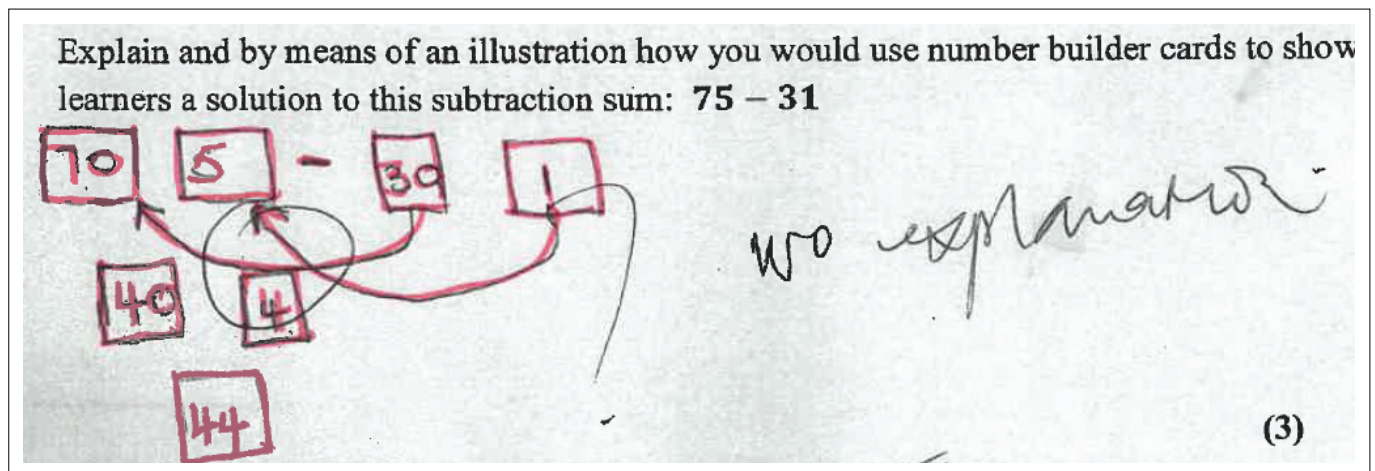 Explain and by means of an illustration how you would use number builder cards to show
learners a solution to this subtraction sum: 75 – 31
70 5 - 30 1
no explanation
40 4
44
(3)